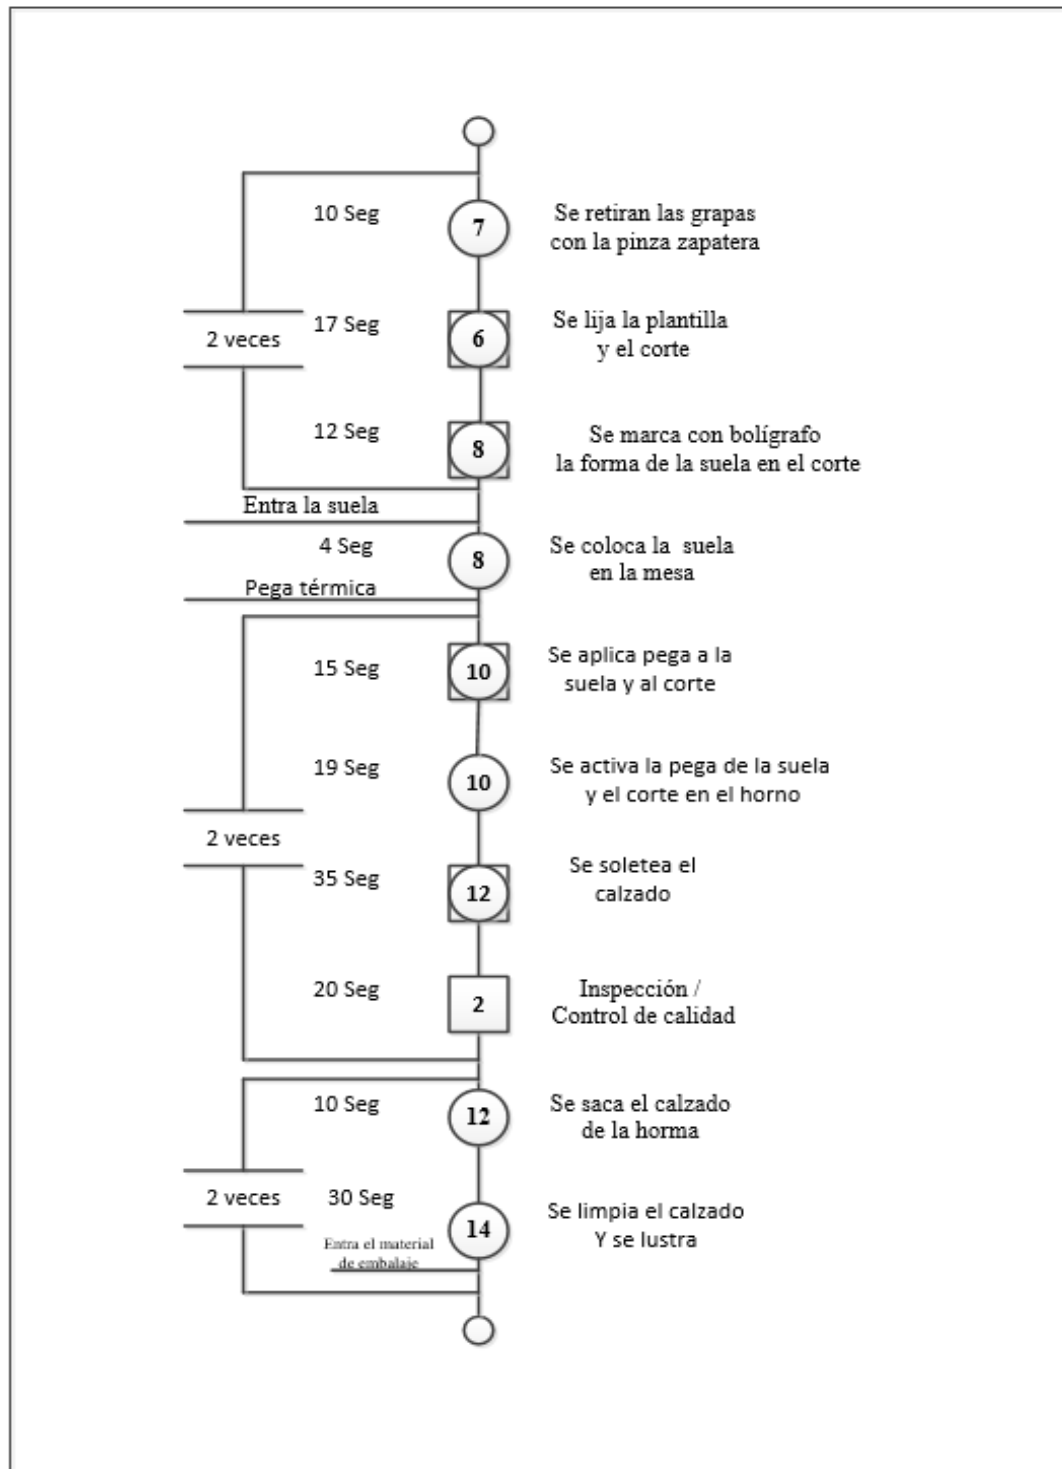 10 Seg
7
Se retiran las grapas
con la pinza zapatera
17 Seg
2 veces
6
Se lija la plantilla
y el corte
12 Seg
8
Se marca con bolígrafo
la forma de la suela en el corte
Entra la suela
4 Seg
8
Se coloca la suela
en la mesa
Pega térmica
15 Seg
10
Se aplica pega a la
suela y al corte
19 Seg
10
Se activa la pega de la suela
y el corte en el horno
2 veces
35 Seg
12
Se soletea el
calzado
20 Seg
2
Inspección /
Control de calidad
10 Seg
12
Se saca el calzado
de la horma
2 veces
30 Seg
14
Se limpia el calzado
Y se lustra
Entra el material
de embalaje